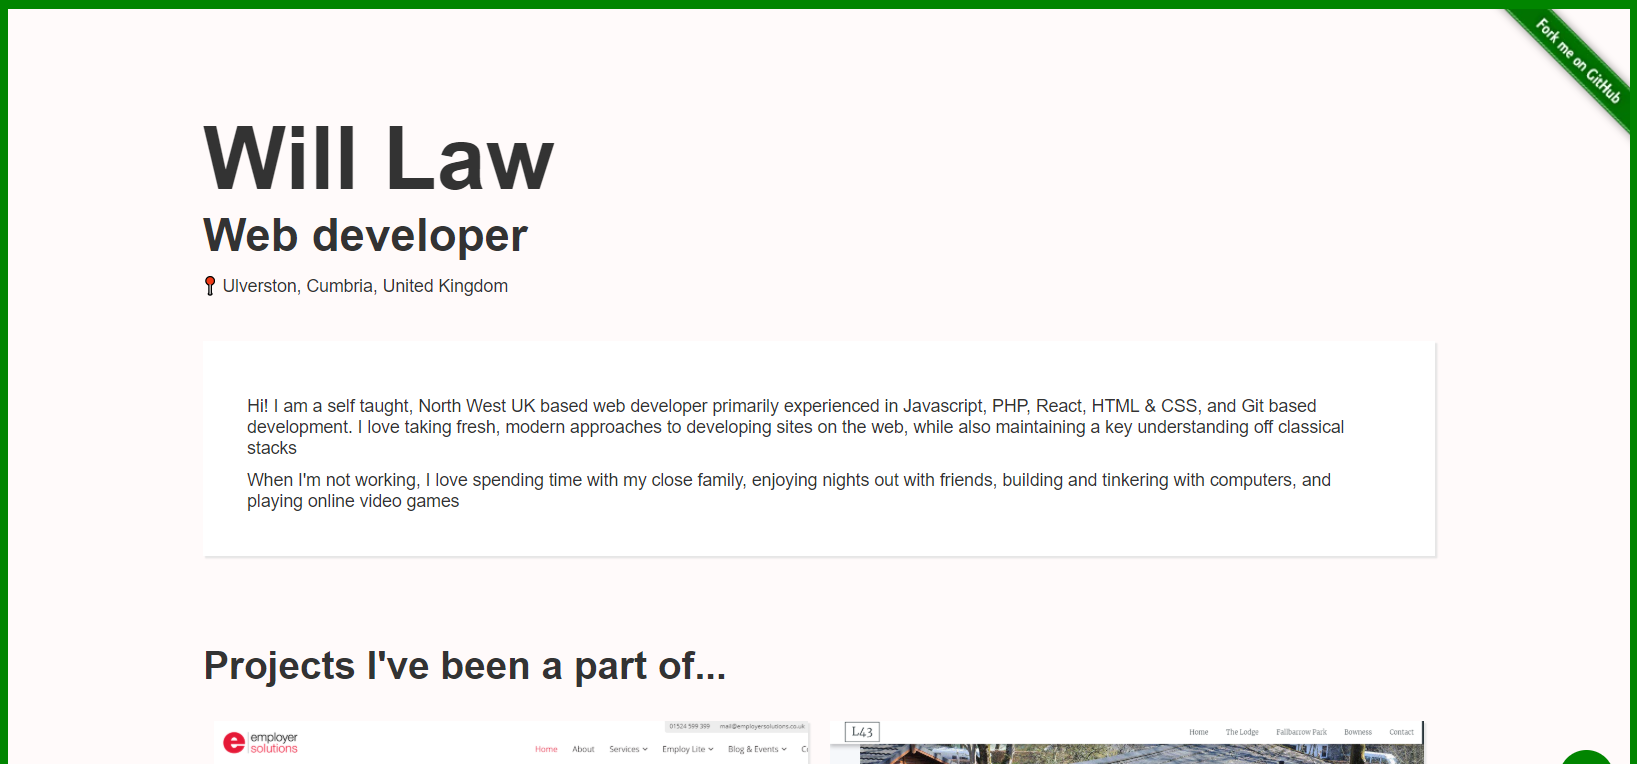 Fork me on GitHub
Will Law
Web developer
Ulverston, Cumbria, United Kingdom
Hi! I am a self taught, North West UK based web developer primarily experienced in Javascript, PHP, React, HTML & CSS, and Git based
development. I love taking fresh, modern approaches to developing sites on the web, while also maintaining a key understanding off classical
stacks
When I'm not working, I love spending time with my close family, enjoying nights out with friends, building and tinkering with computers, and
playing online video games
Projects I've been a part of...
01524 599 399 mail@employersolutions.co.uk
employer
solutions
Home About Services Employ Lite Blog & Events
L43
Home The Lodge Fallbarrow Park Bowness Contact